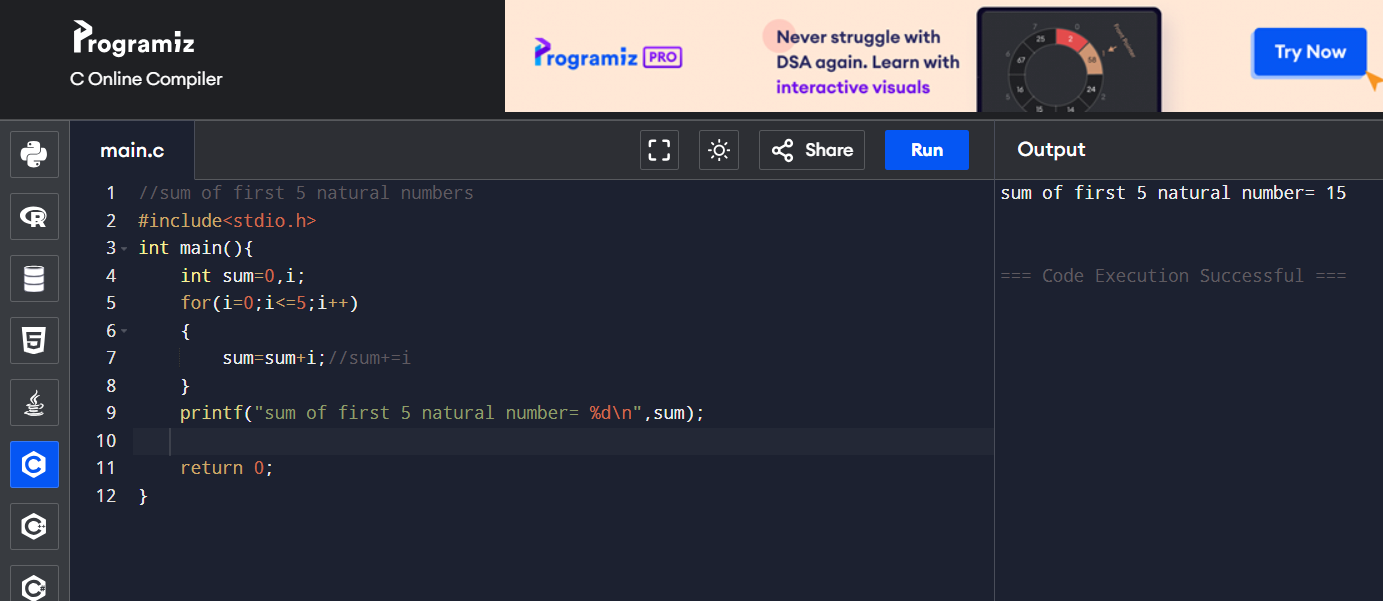 Programiz
C Online Compiler
Programiz PRO
Never struggle with
DSA again. Learn with
interactive visuals
Try Now
main.c
Share
Run
Output
1 //sum of first 5 natural numbers
2 #include<stdio.h>
3 int main(){
4     int sum=0,i;
5     for(i=0;i<=5;i++)
6     {
7         sum=sum+i;//sum+=i
8     }
9     printf("sum of first 5 natural number= %d\n",sum);
10
11     return 0;
12 }
sum of first 5 natural number= 15
=== Code Execution Successful ===